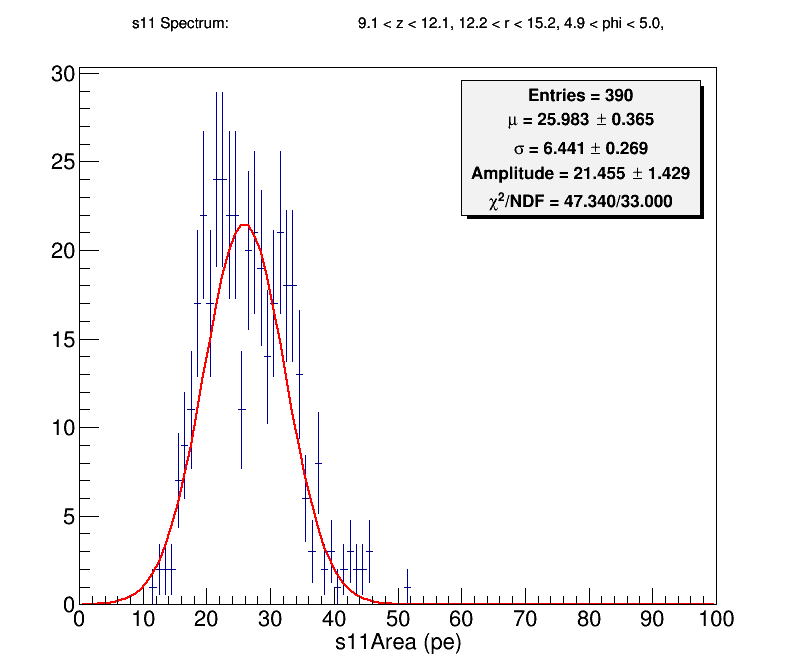 s11 Spectrum: 9.1 < z < 12.1, 12.2 < r < 15.2, 4.9 < phi < 5.0,
Entries = 390
μ = 25.983 ± 0.365
σ = 6.441 ± 0.269
Amplitude = 21.455 ± 1.429
χ²/NDF = 47.340/33.000
30
25
20
15
10
5
0
0 10 20 30 40 50 60 70 80 90 100
s11Area (pe)